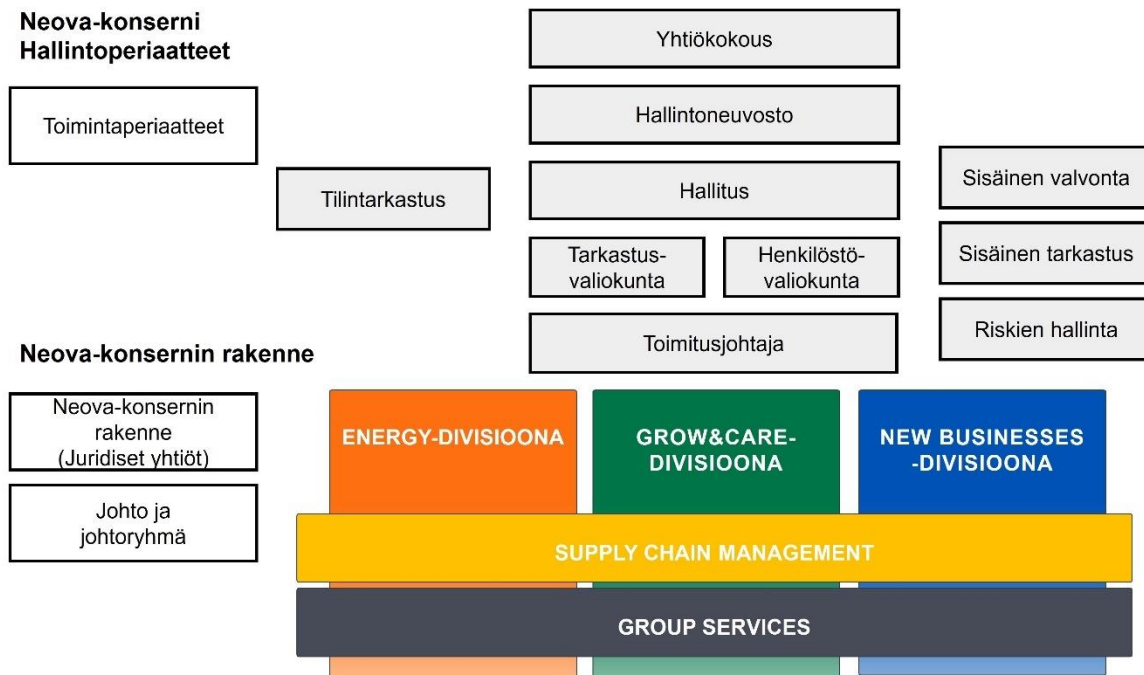 Neova-konserni
Hallintoperiaatteet
Toimintaperiaatteet
Tilintarkastus
Yhtiökokous
Hallintoneuvosto
Hallitus
Tarkastus-
valiokunta
Henkilöstö-
valiokunta
Toimitusjohtaja
Sisäinen valvonta
Sisäinen tarkastus
Riskien hallinta
Neova-konsernin rakenne
Neova-konsernin
rakenne
(Juridiset yhtiöt)
Johto ja
johtoryhmä
ENERGY-DIVISIOONA
GROW&CARE-
DIVISIOONA
NEW BUSINESSES
-DIVISIOONA
SUPPLY CHAIN MANAGEMENT
GROUP SERVICES